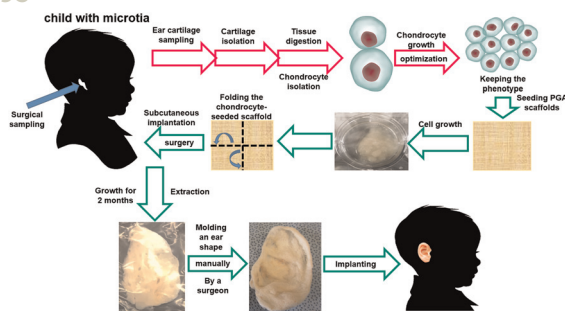 child with microtia
Ear cartilage
sampling
Cartilage
isolation
Tissue
digestion
Chondrocyte
isolation
Chondrocyte
growth
optimization
Keeping the
phenotype
Seeding PGA
scaffolds
Surgical
sampling
Subcutaneous
implantation
surgery
Folding the
chondrocyte-
seeded scaffold
Cell growth
Growth for
2 months
Extraction
Molding
an ear
shape
manually
By a
surgeon
Implanting